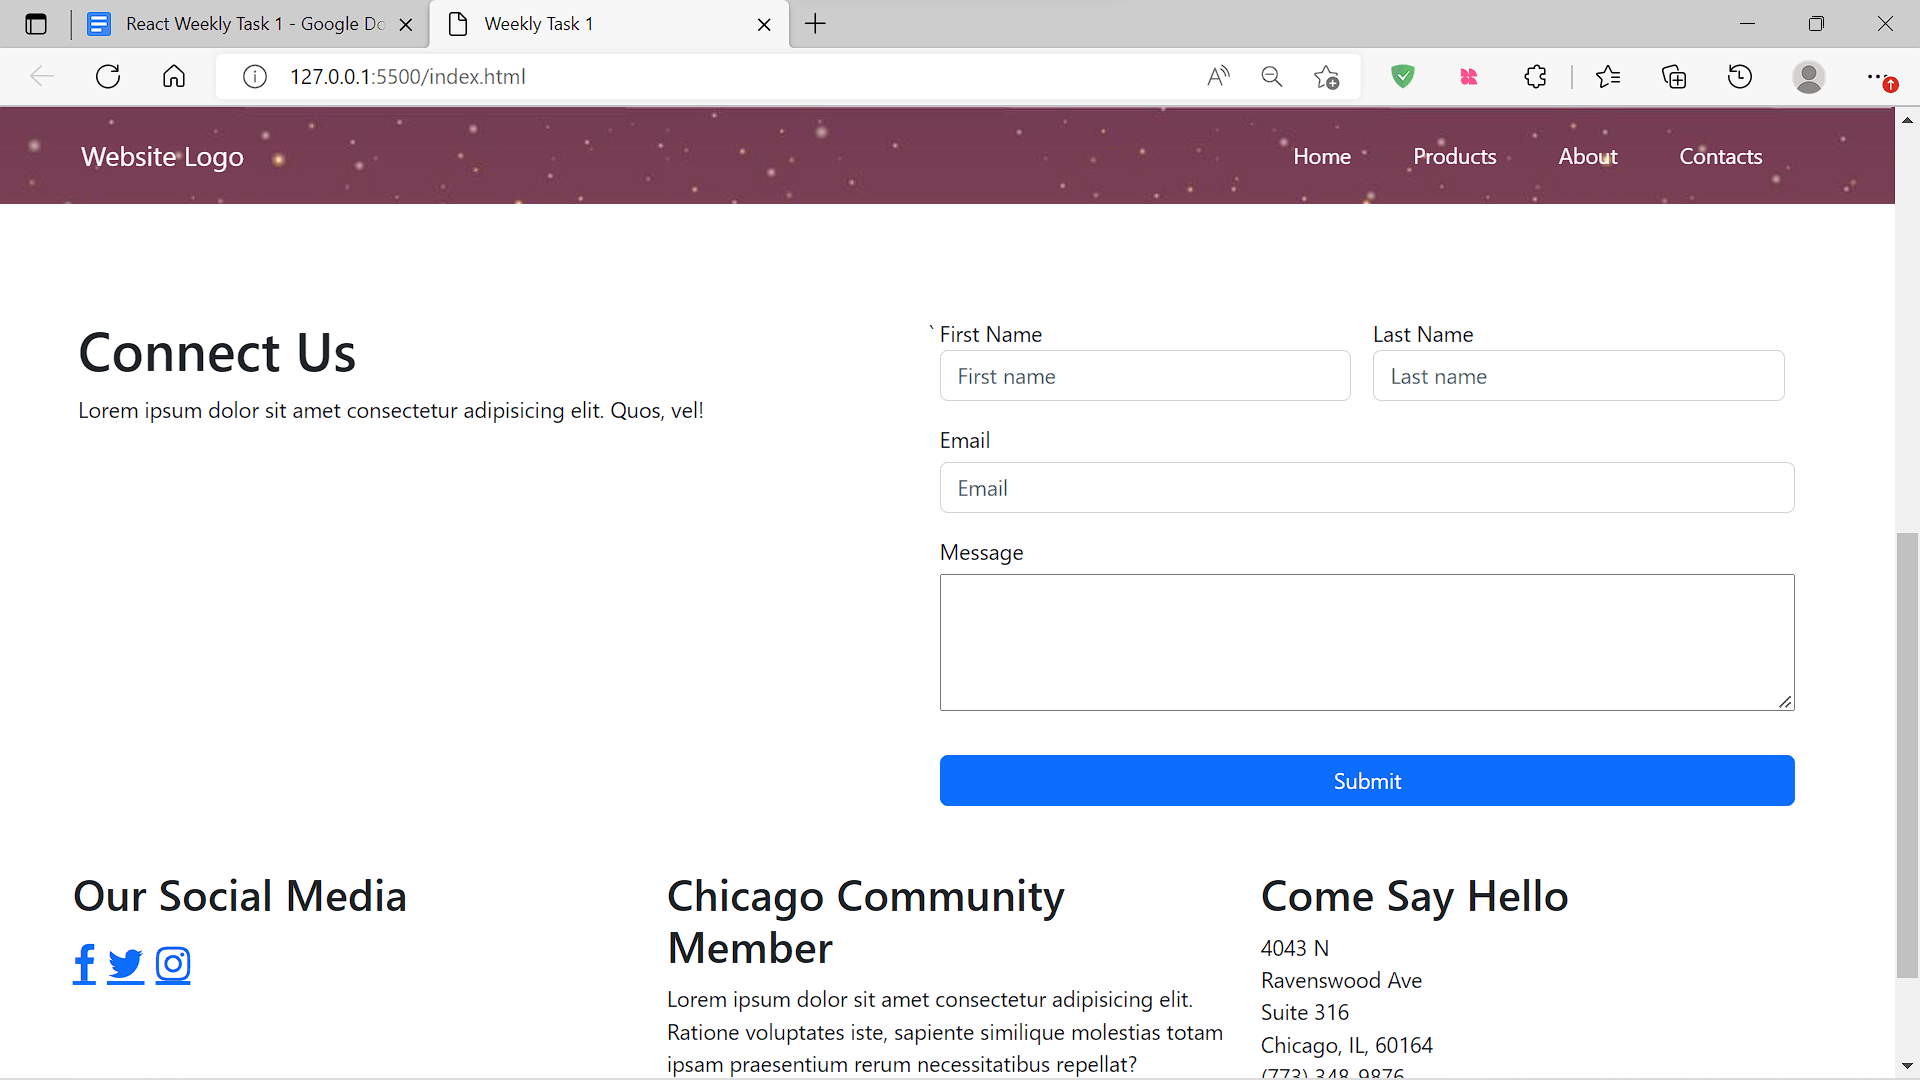 React Weekly Task 1 - Google Do
Weekly Task 1
127.0.0.1:5500/index.html
Website Logo
Home
Products
About
Contacts
Connect Us
Lorem ipsum dolor sit amet consectetur adipisicing elit. Quos, vel!
` First Name
Last Name
First name
Last name
Email
Email
Message
Submit
Our Social Media
Chicago Community
Member
Lorem ipsum dolor sit amet consectetur adipisicing elit.
Ratione voluptates iste, sapiente similique molestias totam
ipsam praesentium rerum necessitatibus repellat?
Come Say Hello
4043 N
Ravenswood Ave
Suite 316
Chicago, IL, 60164
(773) 348-9876